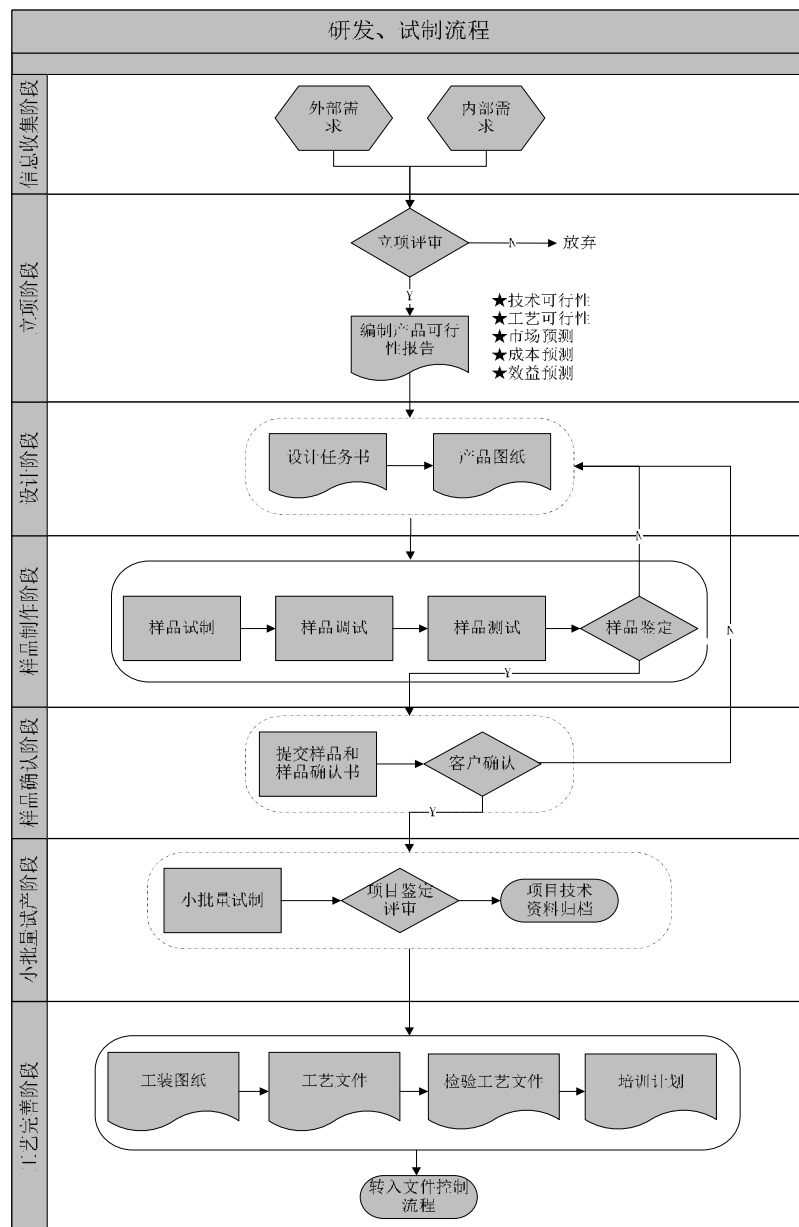 研发、试制流程
信息收集阶段
外部需
求
内部需
求
立项阶段
立项评审
N
放弃
Y
编制产品可行
性报告
★技术可行性
★工艺可行性
★市场预测
★成本预测
★效益预测
设计阶段
设计任务书
产品图纸
N
样品制作阶段
样品试制
样品调试
样品测试
样品鉴定
N
Y
样品确认阶段
提交样品和
样品确认书
客户确认
Y
小批量试产阶段
小批量试制
项目鉴定
评审
项目技术
资料归档
工艺完善阶段
工装图纸
工艺文件
检验工艺文件
培训计划
转入文件控制
流程